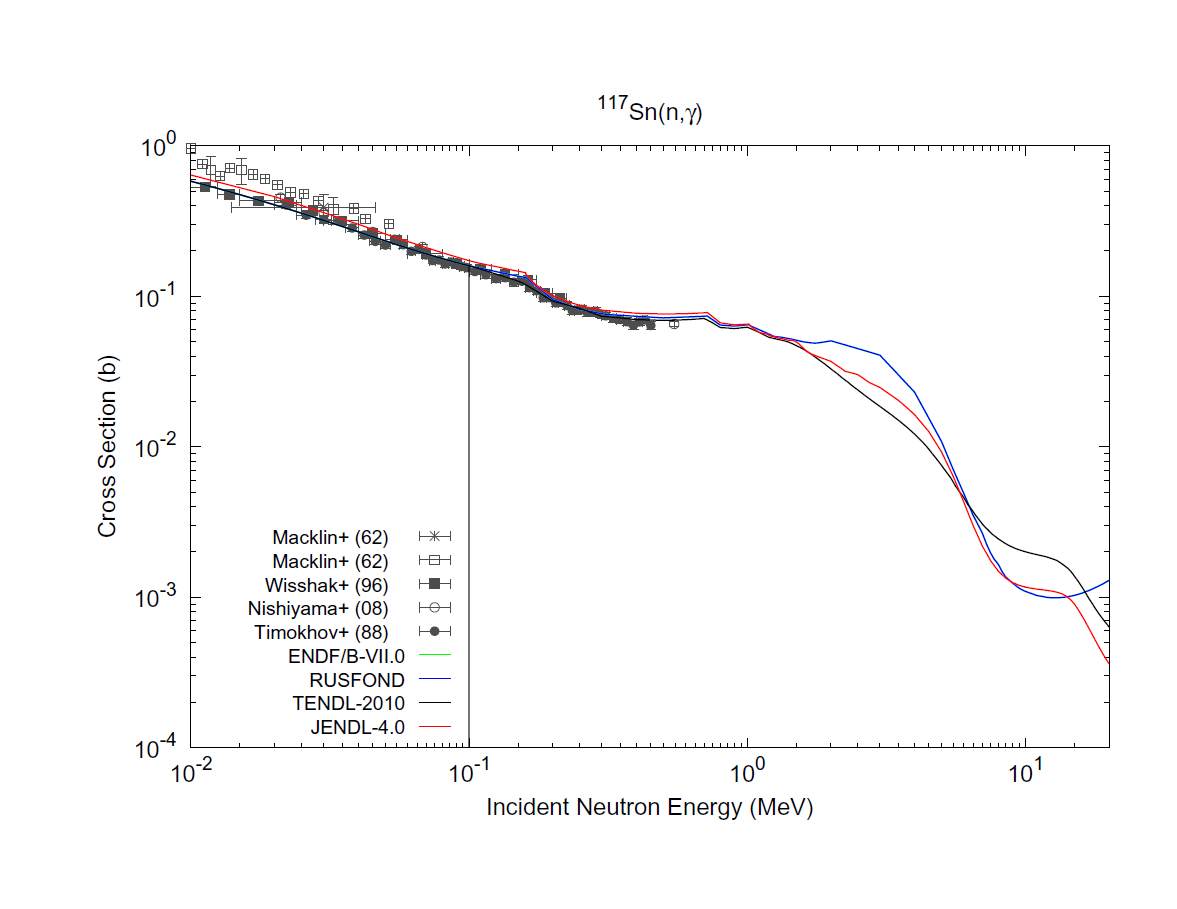 ¹¹⁷Sn(n,γ)
10⁰
10⁻¹
10⁻²
10⁻³
10⁻⁴
Cross Section (b)
Macklin+ (62)
Macklin+ (62)
Wisshak+ (96)
Nishiyama+ (08)
Timokhov+ (88)
ENDF/B-VII.0
RUSFOND
TENDL-2010
JENDL-4.0
10⁻² 10⁻¹ 10⁰ 10¹
Incident Neutron Energy (MeV)